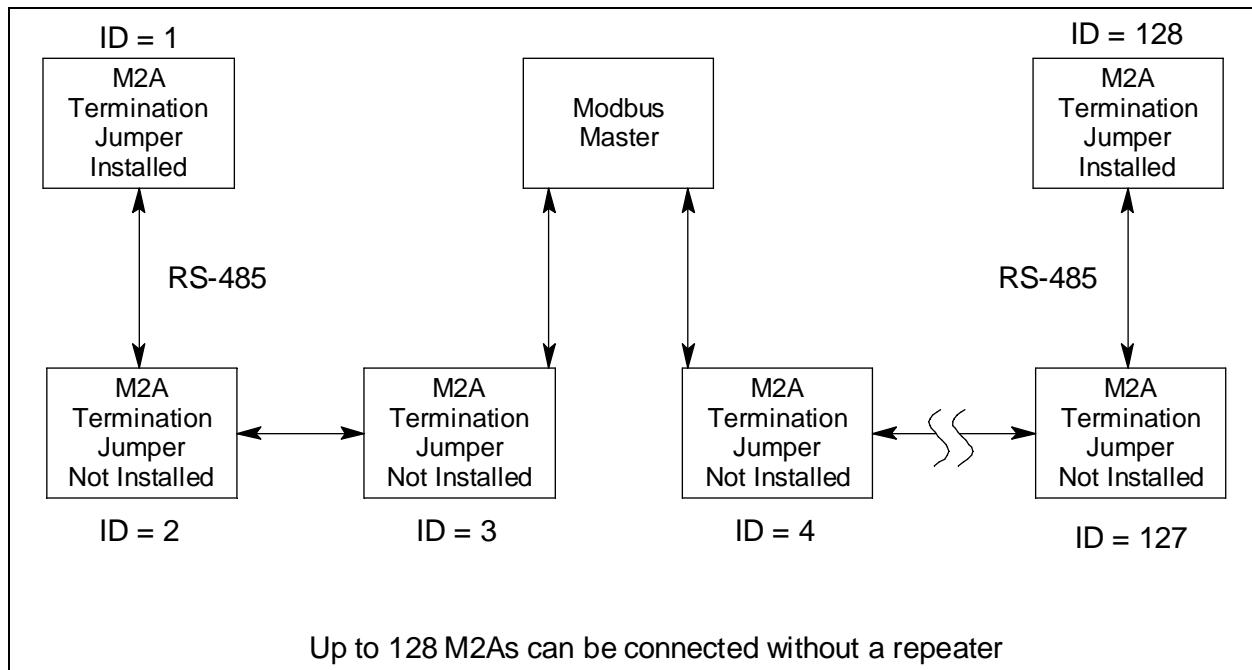 ID = 1
M2A
Termination
Jumper
Installed
Modbus
Master
ID = 128
M2A
Termination
Jumper
Installed
RS-485
RS-485
M2A
Termination
Jumper
Not Installed
ID = 2
M2A
Termination
Jumper
Not Installed
ID = 3
M2A
Termination
Jumper
Not Installed
ID = 4
M2A
Termination
Jumper
Not Installed
ID = 127
Up to 128 M2As can be connected without a repeater